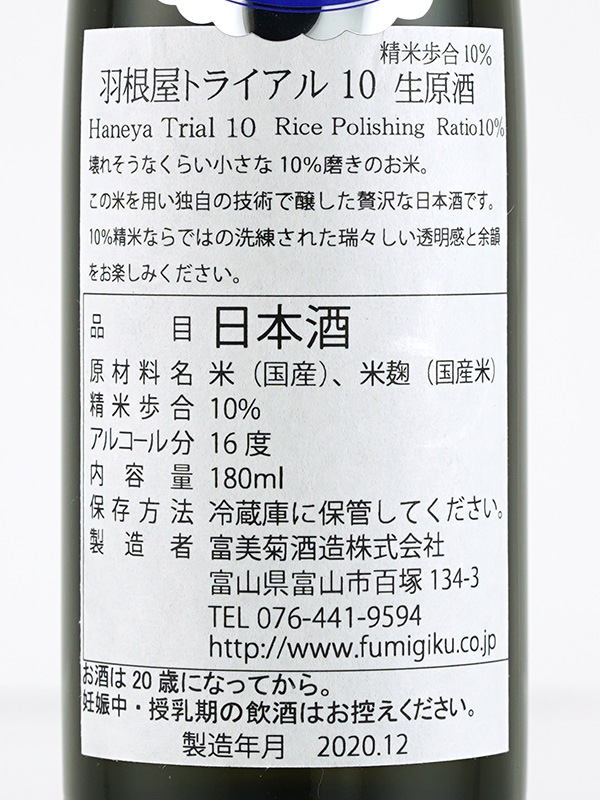 精米歩合10%
羽根屋トライアル 10 生原酒
Haneya Trial 10 Rice Polishing Ratio10%
壊れそうなくらい小さな 10%磨きのお米。
この米を用い独自の技術で醸した贅沢な日本酒です。
10%精米ならではの洗練された瑞々しい透明感と余韻
をお楽しみください。
品目 日本酒
原材料名 米（国産）、米麹（国産米）
精米歩合 10%
アルコール分 16 度
内容量 180ml
保存方法 冷蔵庫に保管してください。
製造者 富美菊酒造株式会社
富山県富山市百塚 134-3
TEL 076-441-9594
http://www.fumigiku.co.jp
お酒は 20 歳になってから。
妊娠中・授乳期の飲酒はお控えください。
製造年月 2020.12